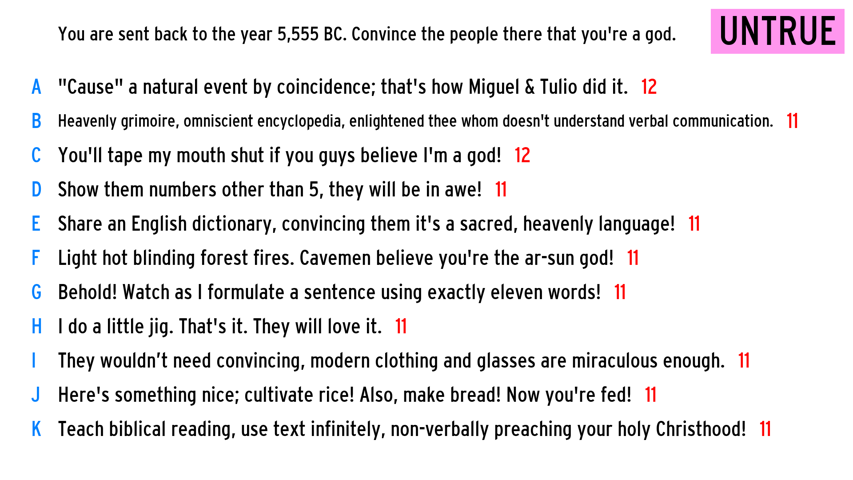 You are sent back to the year 5,555 BC. Convince the people there that you're a god.
UNTRUE
A "Cause" a natural event by coincidence; that's how Miguel & Tulio did it. 12
B Heavenly grimoire, omniscient encyclopedia, enlightened thee whom doesn't understand verbal communication. 11
C You'll tape my mouth shut if you guys believe I'm a god! 12
D Show them numbers other than 5, they will be in awe! 11
E Share an English dictionary, convincing them it's a sacred, heavenly language! 11
F Light hot blinding forest fires. Cavemen believe you're the ar-sun god! 11
G Behold! Watch as I formulate a sentence using exactly eleven words! 11
H I do a little jig. That's it. They will love it. 11
I They wouldn’t need convincing, modern clothing and glasses are miraculous enough. 11
J Here's something nice; cultivate rice! Also, make bread! Now you're fed! 11
K Teach biblical reading, use text infinitely, non-verbally preaching your holy Christhood! 11